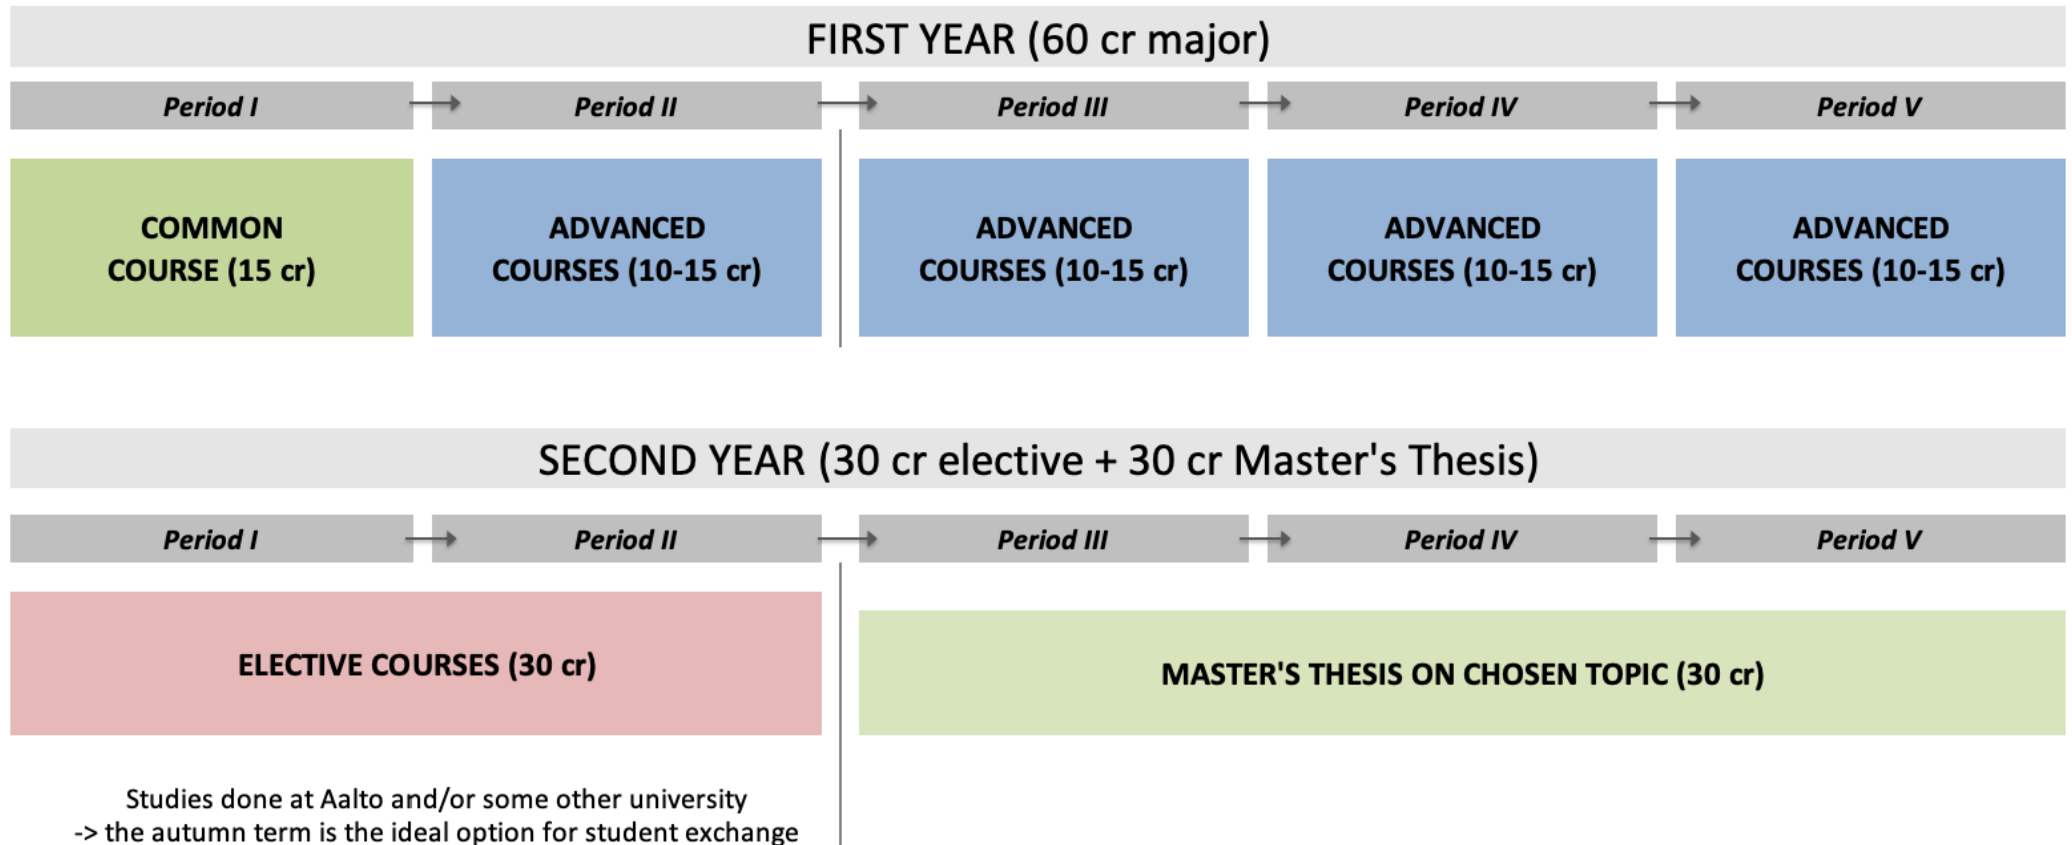 FIRST YEAR (60 cr major)
Period I
Period II
Period III
Period IV
Period V
COMMON
COURSE (15 cr)
ADVANCED
COURSES (10-15 cr)
ADVANCED
COURSES (10-15 cr)
ADVANCED
COURSES (10-15 cr)
ADVANCED
COURSES (10-15 cr)
SECOND YEAR (30 cr elective + 30 cr Master's Thesis)
Period I
Period II
Period III
Period IV
Period V
ELECTIVE COURSES (30 cr)
MASTER'S THESIS ON CHOSEN TOPIC (30 cr)
Studies done at Aalto and/or some other university
-> the autumn term is the ideal option for student exchange